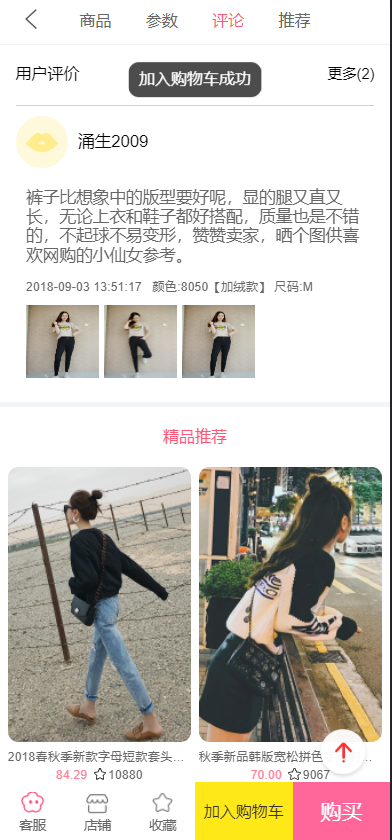 商品 参数 评论 推荐
用户评价
加入购物车成功
更多(2)
涌生2009
裤子比想象中的版型要好呢，显的腿又直又
长，无论上衣和鞋子都好搭配，质量也是不错
的，不起球不易变形，赞赞卖家，晒个图供喜
欢网购的小仙女参考。
2018-09-03 13:51:17 颜色:8050【加绒款】 尺码:M
精品推荐
2018春秋季新款字母短款套头...
84.29 10880
秋季新品韩版宽松拼色
70.00 9067
客服 店铺 收藏 加入购物车 购买